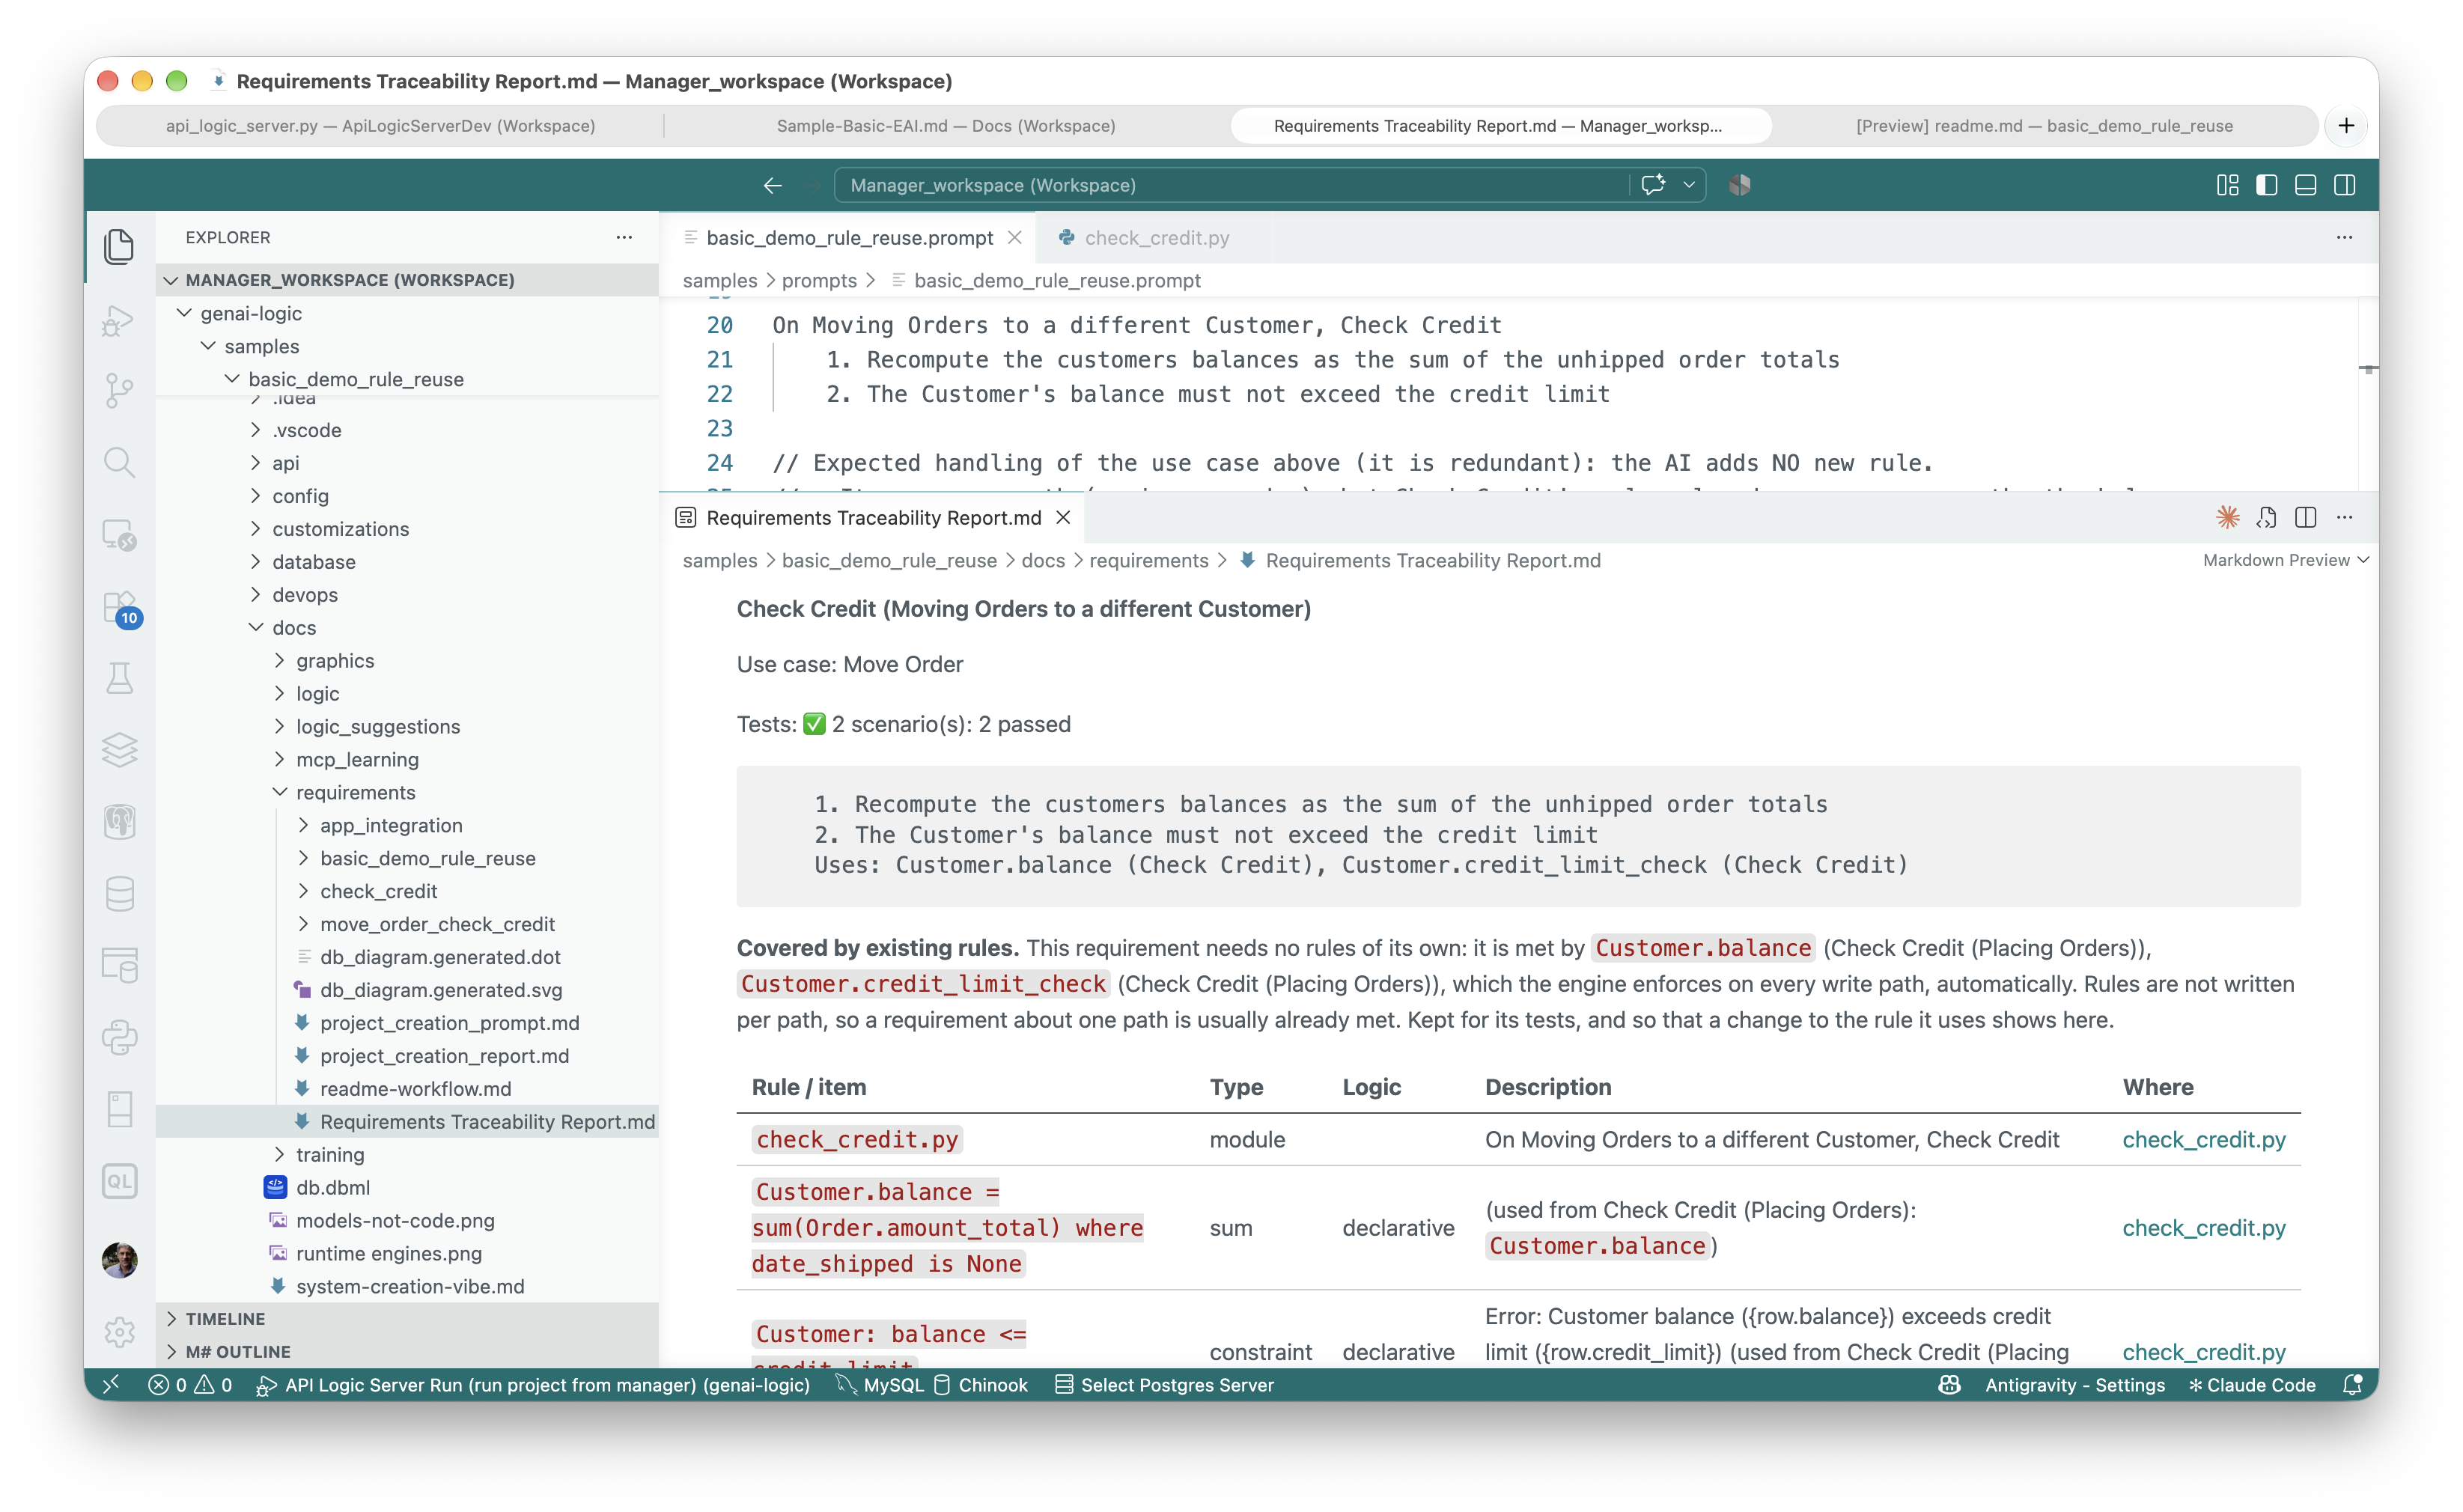 Requirements Traceability Report.md — Manager_workspace (Workspace)
api_logic_server.py — ApiLogicServerDev (Workspace)
Sample-Basic-EAI.md — Docs (Workspace)
Requirements Traceability Report.md — Manager_worksp...
[Preview] readme.md — basic_demo_rule_reuse
Manager_workspace (Workspace)
EXPLORER
MANAGER_WORKSPACE (WORKSPACE)
genai-logic
samples
basic_demo_rule_reuse
.idea
.vscode
api
config
customizations
database
devops
docs
graphics
logic
logic_suggestions
mcp_learning
requirements
app_integration
basic_demo_rule_reuse
check_credit
move_order_check_credit
db_diagram.generated.dot
db_diagram.generated.svg
project_creation_prompt.md
project_creation_report.md
readme-workflow.md
Requirements Traceability Report.md
training
db.dbml
models-not-code.png
runtime engines.png
system-creation-vibe.md
TIMELINE
M# OUTLINE
10
QL
basic_demo_rule_reuse.prompt
check_credit.py
samples > prompts > basic_demo_rule_reuse.prompt
20 On Moving Orders to a different Customer, Check Credit
21 1. Recompute the customers balances as the sum of the unhipped order totals
22 2. The Customer's balance must not exceed the credit limit
23
24 // Expected handling of the use case above (it is redundant): the AI adds NO new rule.
Requirements Traceability Report.md
samples > basic_demo_rule_reuse > docs > requirements > Requirements Traceability Report.md
Markdown Preview
Check Credit (Moving Orders to a different Customer)
Use case: Move Order
Tests: ✅ 2 scenario(s): 2 passed
1. Recompute the customers balances as the sum of the unhipped order totals
2. The Customer's balance must not exceed the credit limit
Uses: Customer.balance (Check Credit), Customer.credit_limit_check (Check Credit)
Covered by existing rules. This requirement needs no rules of its own: it is met by Customer.balance (Check Credit (Placing Orders)),
Customer.credit_limit_check (Check Credit (Placing Orders)), which the engine enforces on every write path, automatically. Rules are not written
per path, so a requirement about one path is usually already met. Kept for its tests, and so that a change to the rule it uses shows here.
Rule / item Type Logic Description Where
check_credit.py module On Moving Orders to a different Customer, Check Credit check_credit.py
Customer.balance =
sum(Order.amount_total) where
date_shipped is None
sum declarative
(used from Check Credit (Placing Orders):
Customer.balance)
check_credit.py
Customer: balance <=
credit_limit
constraint declarative
Error: Customer balance ({row.balance}) exceeds credit
limit ({row.credit_limit}) (used from Check Credit (Placing
check_credit.py
0 0 API Logic Server Run (run project from manager) (genai-logic) MySQL Chinook Select Postgres Server
Antigravity - Settings Claude Code